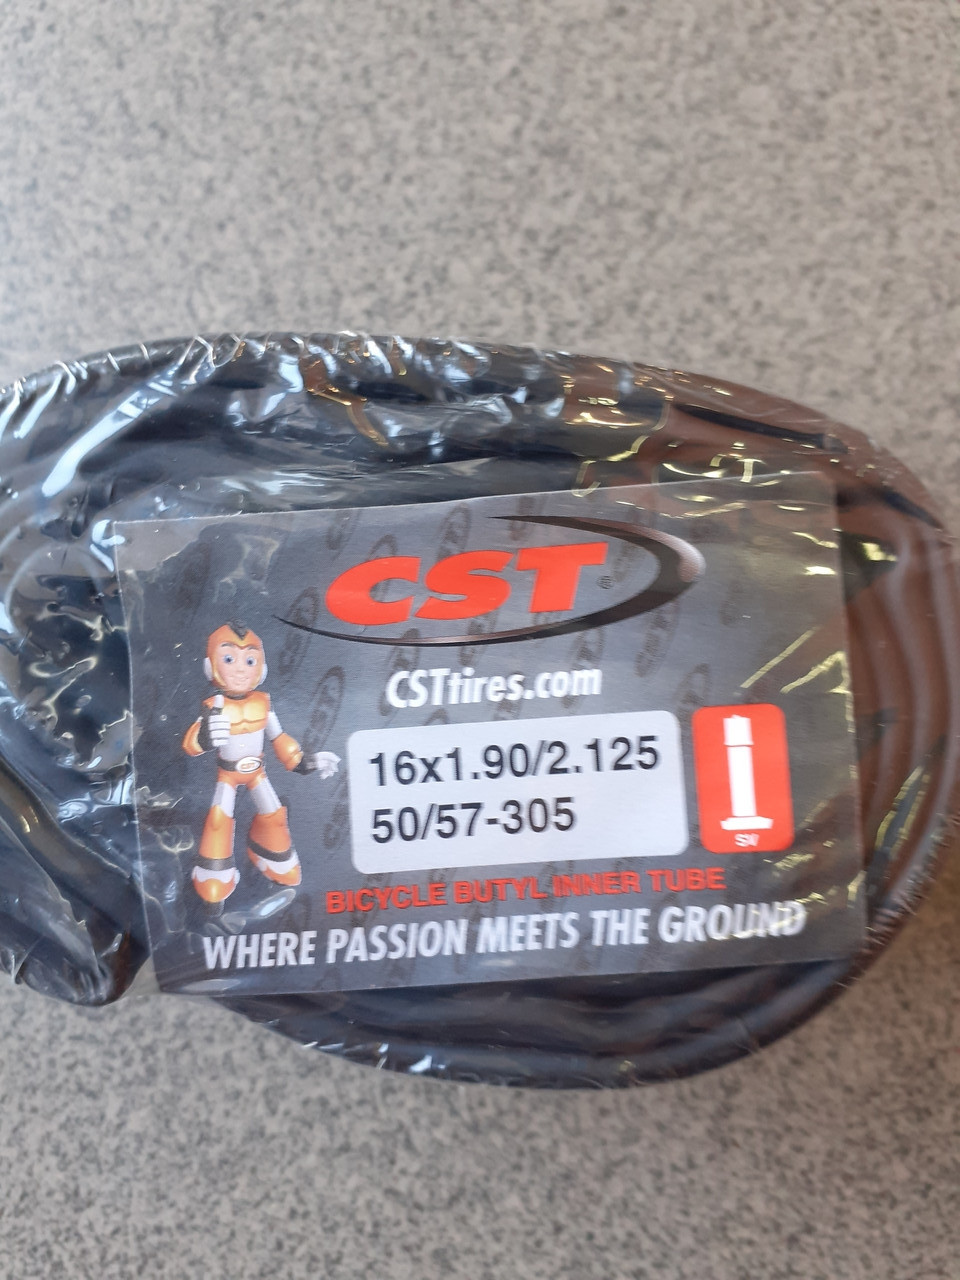 CST
CSTtires.com
16x1.90/2.125
50/57-305
SV
BICYCLE BUTYL INNER TUBE
WHERE PASSION MEETS THE GROUND